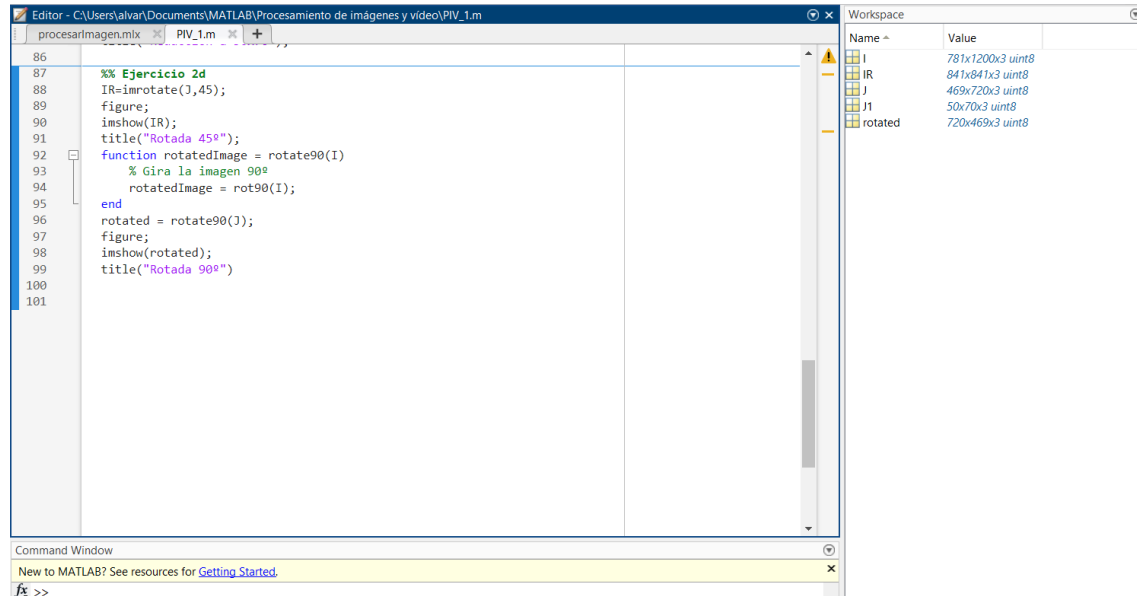 Editor - C:\Users\alvar\Documents\MATLAB\Procesamiento de imágenes y vídeo\PIV_1.m
procesarImagen.mlx PIV_1.m
86
87 %% Ejercicio 2d
88 IR=imrotate(J,45);
89 figure;
90 imshow(IR);
91 title("Rotada 45º");
92 function rotatedImage = rotate90(I)
93 % Gira la imagen 90º
94 rotatedImage = rot90(I);
95 end
96 rotated = rotate90(J);
97 figure;
98 imshow(rotated);
99 title("Rotada 90º")
100
101
Command Window
New to MATLAB? See resources for Getting Started.
fx >>
Workspace
Name Value
I 781x1200x3 uint8
IR 841x841x3 uint8
J 469x720x3 uint8
J1 50x70x3 uint8
rotated 720x469x3 uint8